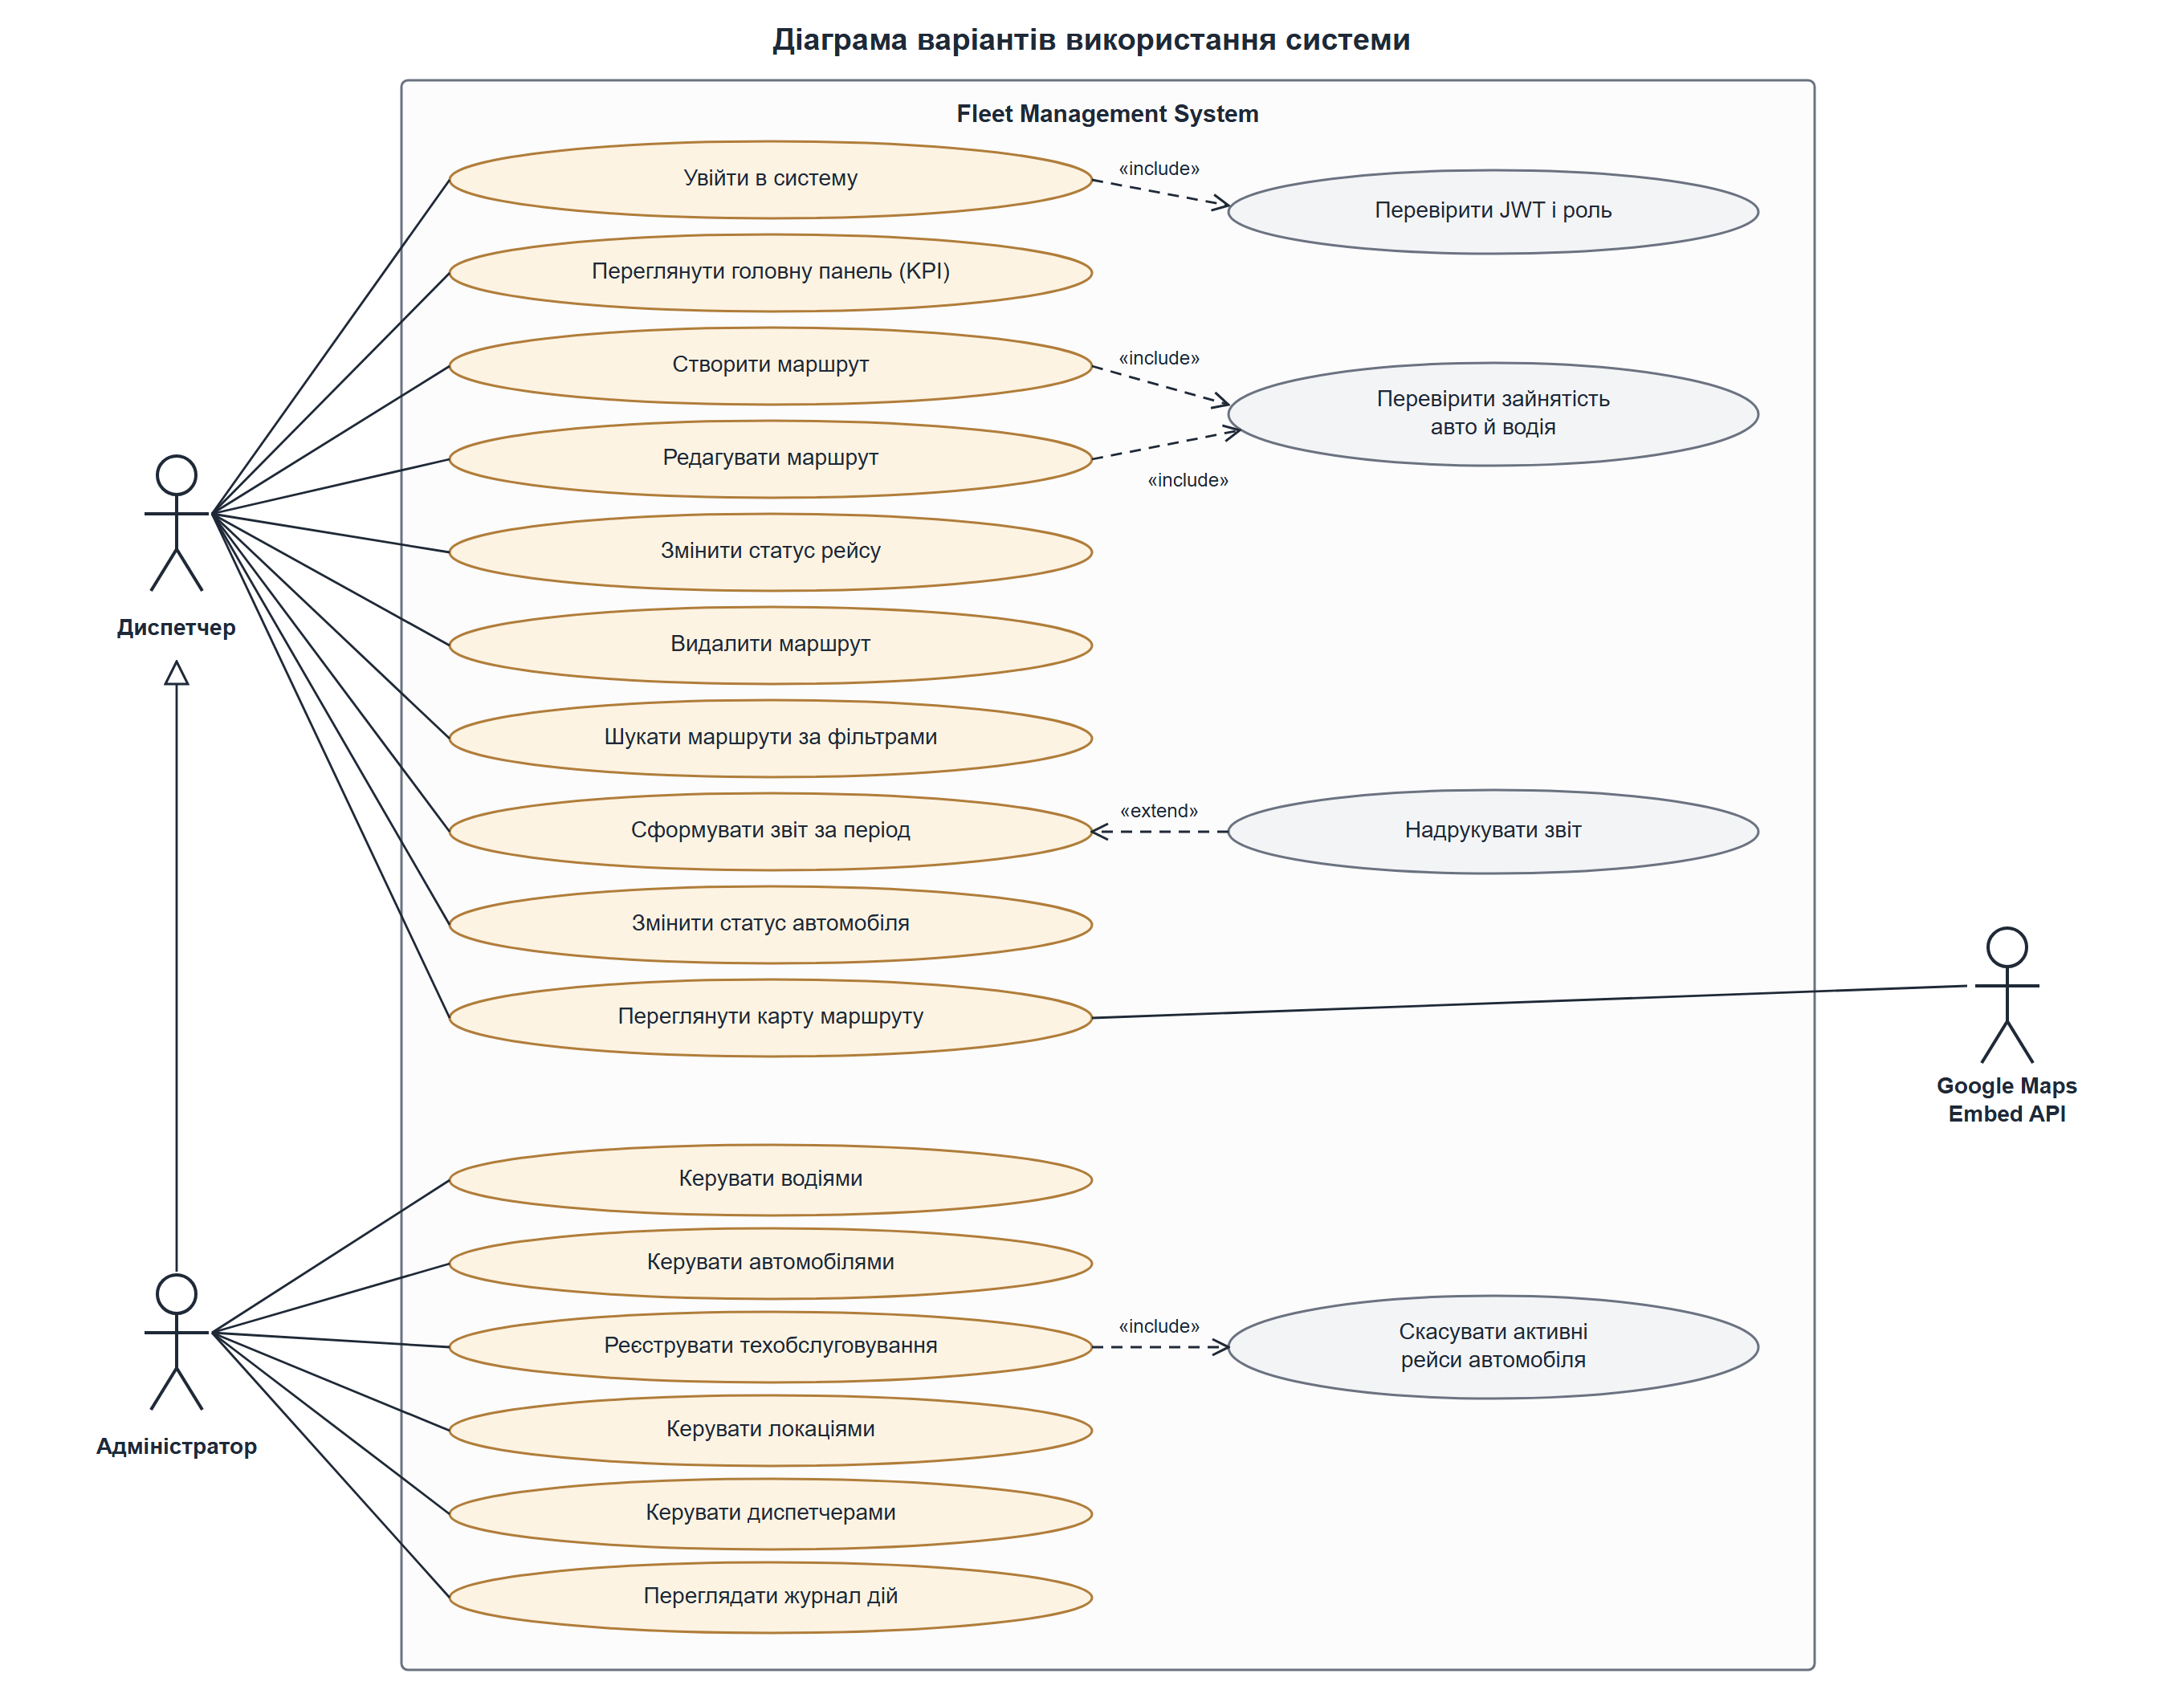 Діаграма варіантів використання системи
Fleet Management System
Увійти в систему
«include»
Перевірити JWT і роль
Переглянути головну панель (KPI)
Створити маршрут
«include»
Перевірити зайнятість
авто й водія
Редагувати маршрут
«include»
Змінити статус рейсу
Диспетчер
Видалити маршрут
Шукати маршрути за фільтрами
Сформувати звіт за період
«extend»
Надрукувати звіт
Змінити статус автомобіля
Переглянути карту маршруту
Google Maps
Embed API
Керувати водіями
Керувати автомобілями
Реєструвати техобслуговування
«include»
Скасувати активні
рейси автомобіля
Адміністратор
Керувати локаціями
Керувати диспетчерами
Переглядати журнал дій